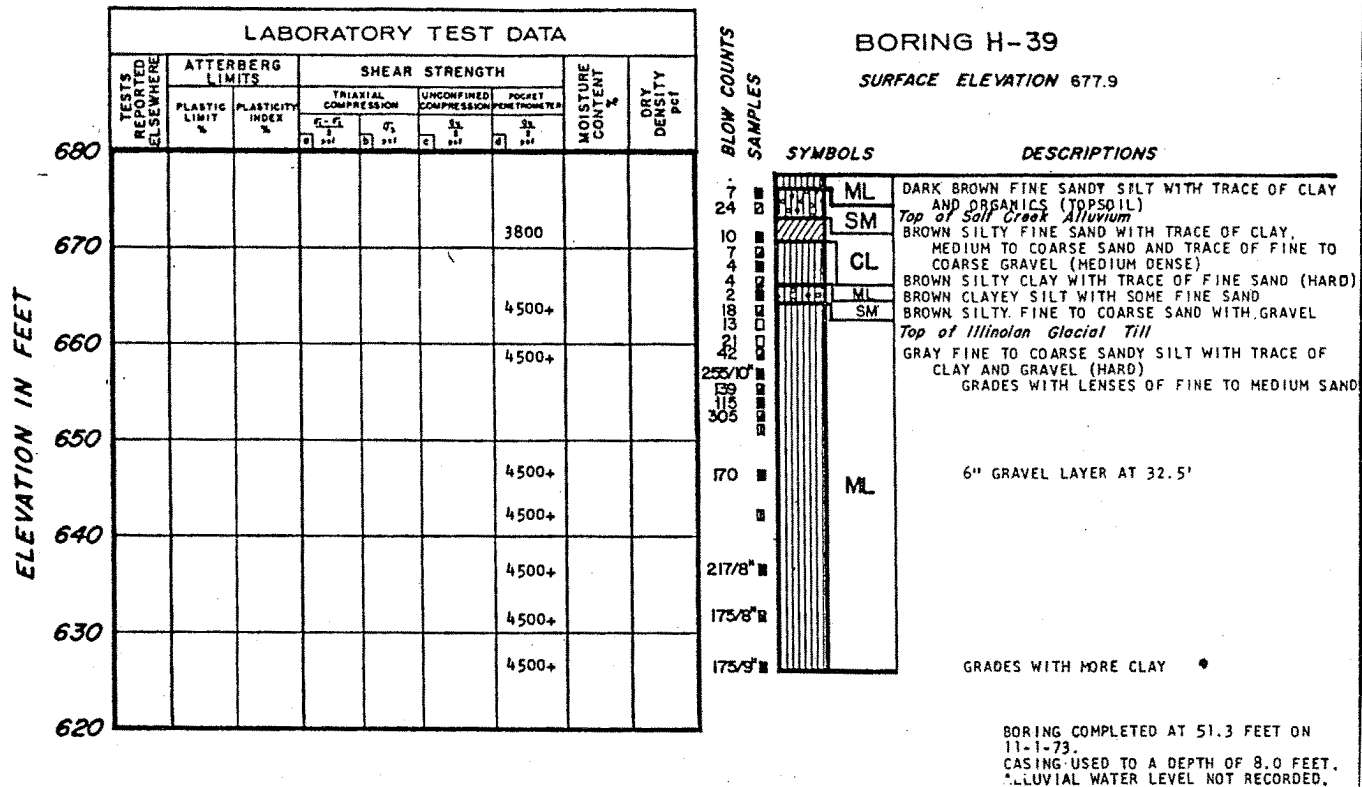 LABORATORY TEST DATA
TESTS REPORTED ELSEWHERE
ATTERBERG LIMITS
PLASTIC LIMIT %
PLASTICITY INDEX %
SHEAR STRENGTH
TRIAXIAL COMPRESSION
UNCONFINED COMPRESSION
POCKET PENETROMETER
a psf
b psf
c psf
d psf
MOISTURE CONTENT %
DRY DENSITY pcf
BLOW COUNTS
SAMPLES
BORING H-39
SURFACE ELEVATION 677.9
SYMBOLS
DESCRIPTIONS
ELEVATION IN FEET
680
670
660
650
640
630
620
3800
4500+
4500+
4500+
4500+
4500+
4500+
4500+
7
24
10
7
4
4
2
18
13
21
42
255/10"
139
115
305
170
217/8"
175/8"
175/9"
ML
SM
CL
ML
SM
ML
DARK BROWN FINE SANDY SILT WITH TRACE OF CLAY
AND ORGANICS (TOPSOIL)
Top of Salt Creek Alluvium
BROWN SILTY FINE SAND WITH TRACE OF CLAY,
MEDIUM TO COARSE SAND AND TRACE OF FINE TO
COARSE GRAVEL (MEDIUM DENSE)
BROWN SILTY CLAY WITH TRACE OF FINE SAND (HARD)
BROWN CLAYEY SILT WITH SOME FINE SAND
BROWN SILTY FINE TO COARSE SAND WITH GRAVEL
Top of Illinoian Glacial Till
GRAY FINE TO COARSE SANDY SILT WITH TRACE OF
CLAY AND GRAVEL (HARD)
GRADES WITH LENSES OF FINE TO MEDIUM SAND
6" GRAVEL LAYER AT 32.5'
GRADES WITH MORE CLAY
BORING COMPLETED AT 51.3 FEET ON
11-1-73.
CASING USED TO A DEPTH OF 8.0 FEET.
ALLUVIAL WATER LEVEL NOT RECORDED.